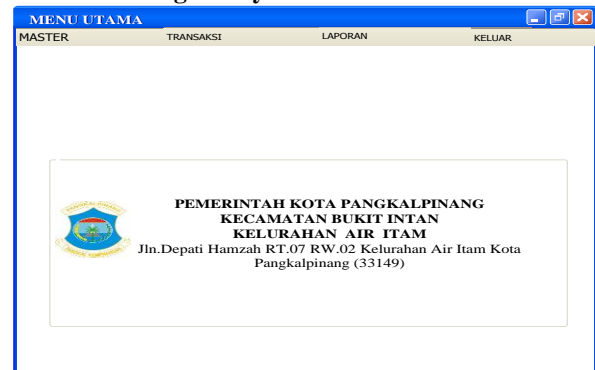 MENU UTAMA
MASTER TRANSAKSI LAPORAN KELUAR
PEMERINTAH KOTA PANGKALPINANG
KECAMATAN BUKIT INTAN
KELURAHAN AIR ITAM
Jln.Depati Hamzah RT.07 RW.02 Kelurahan Air Itam Kota
Pangkalpinang (33149)